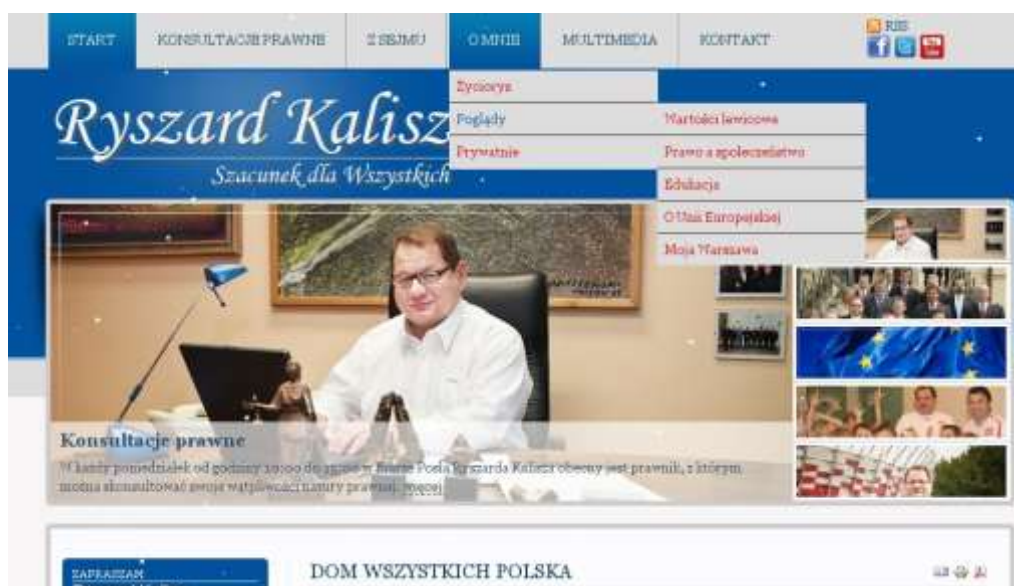 START KONSULTACJE PRAWNE Z SEJMU O MNIE MULTIMEDIA KONTAKT RSS
Życiorys
Poglądy
Prywatnie
Wartości lewicowe
Prawo a społeczeństwo
Edukacja
O Unii Europejskiej
Moja Warszawa
Ryszard Kalisz
Szacunek dla Wszystkich
Konsultacje prawne
W każdy poniedziałek od godziny do w Biurze Posła Ryszarda Kalisza obecny jest prawnik, z którym
można skonsultować swoje wątpliwości natury prawnej. więcej
ZAPRASZAM
DOM WSZYSTKICH POLSKA